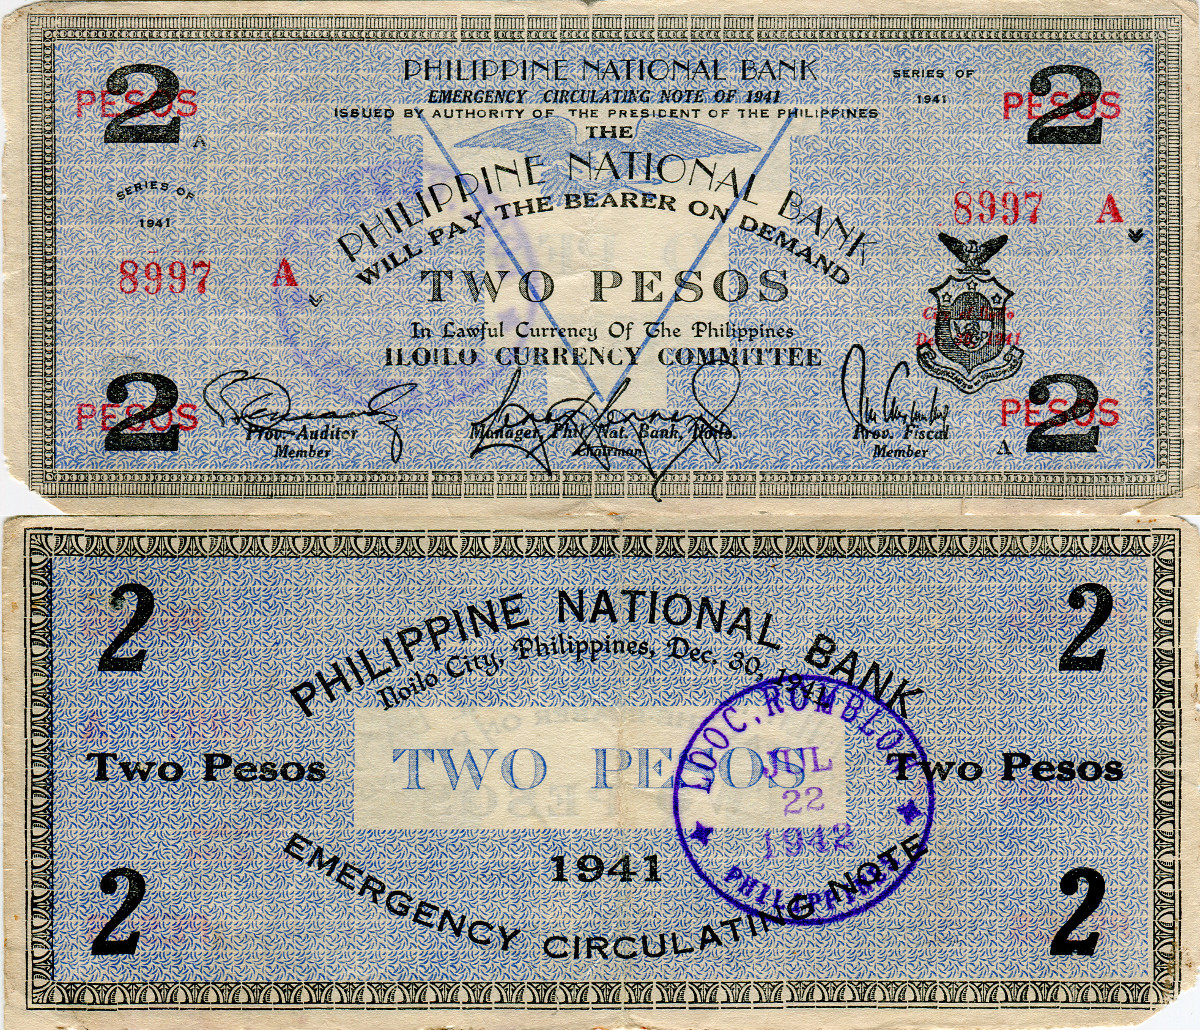 PHILIPPINE NATIONAL BANK
EMERGENCY CIRCULATING NOTE OF 1941
ISSUED BY AUTHORITY OF THE PRESIDENT OF THE PHILIPPINES
SERIES OF
1941
2
PESOS
A
2
PESOS
THE
PHILIPPINE NATIONAL BANK
WILL PAY THE BEARER ON DEMAND
SERIES OF
1941
8997 A
8997 A
TWO PESOS
In Lawful Currency Of The Philippines
ILOILO CURRENCY COMMITTEE
2
PESOS
Prov. Auditor
Member
Manager, Phil. Nat. Bank, Iloilo.
Chairman
Prov. Fiscal
Member
A
2
PESOS
2
2
PHILIPPINE NATIONAL BANK
Iloilo City, Philippines, Dec. 30, 1941
Two Pesos
TWO PESOS
Two Pesos
ROMBLON
JUL
22
1942
PHILIPPINES
1941
EMERGENCY CIRCULATING NOTE
2
2